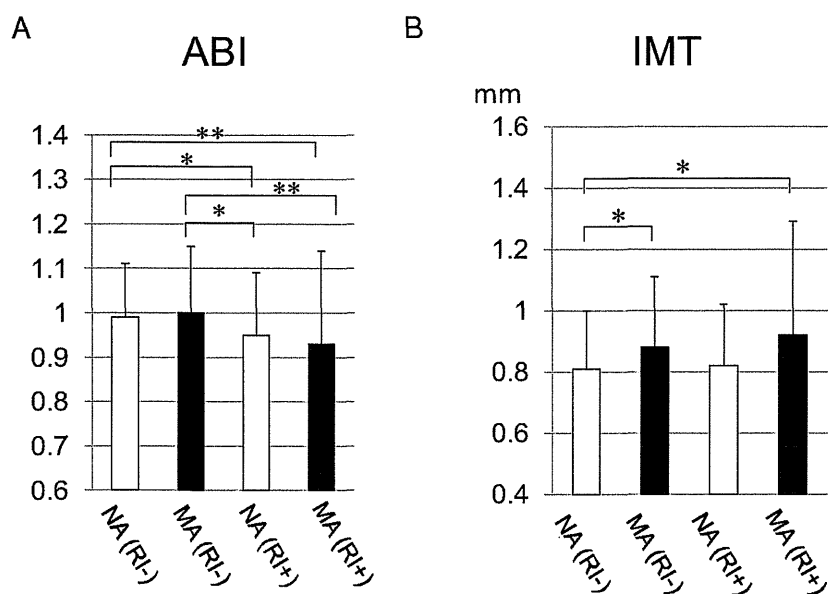 A
ABI
1.4
1.3
1.2
1.1
1
0.9
0.8
0.7
0.6
**
*
**
*
NA (RI-)
MA (RI-)
NA (RI+)
MA (RI+)
B
IMT
mm
1.6
1.4
1.2
1
0.8
0.6
0.4
*
*
NA (RI-)
MA (RI-)
NA (RI+)
MA (RI+)